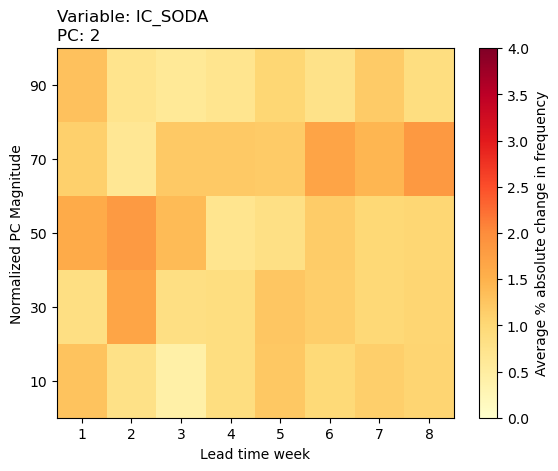 Variable: IC_SODA
PC: 2
90
70
50
30
10
Normalized PC Magnitude
1 2 3 4 5 6 7 8
Lead time week
4.0
3.5
3.0
2.5
2.0
1.5
1.0
0.5
0.0
Average % absolute change in frequency